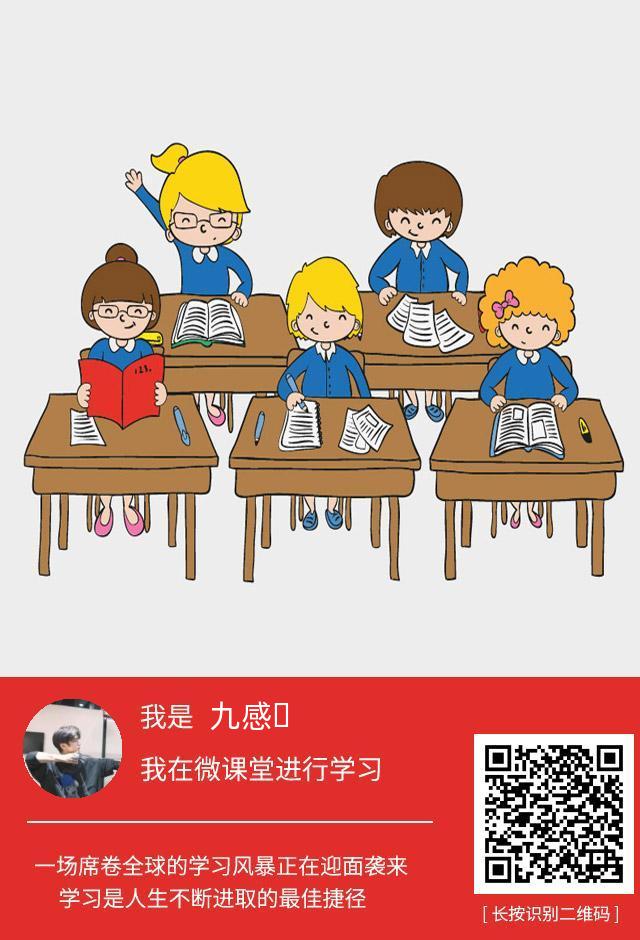 123,
我是 九感
我在微课堂进行学习
一场席卷全球的学习风暴正在迎面袭来
学习是人生不断进取的最佳捷径
[ 长按识别二维码 ]